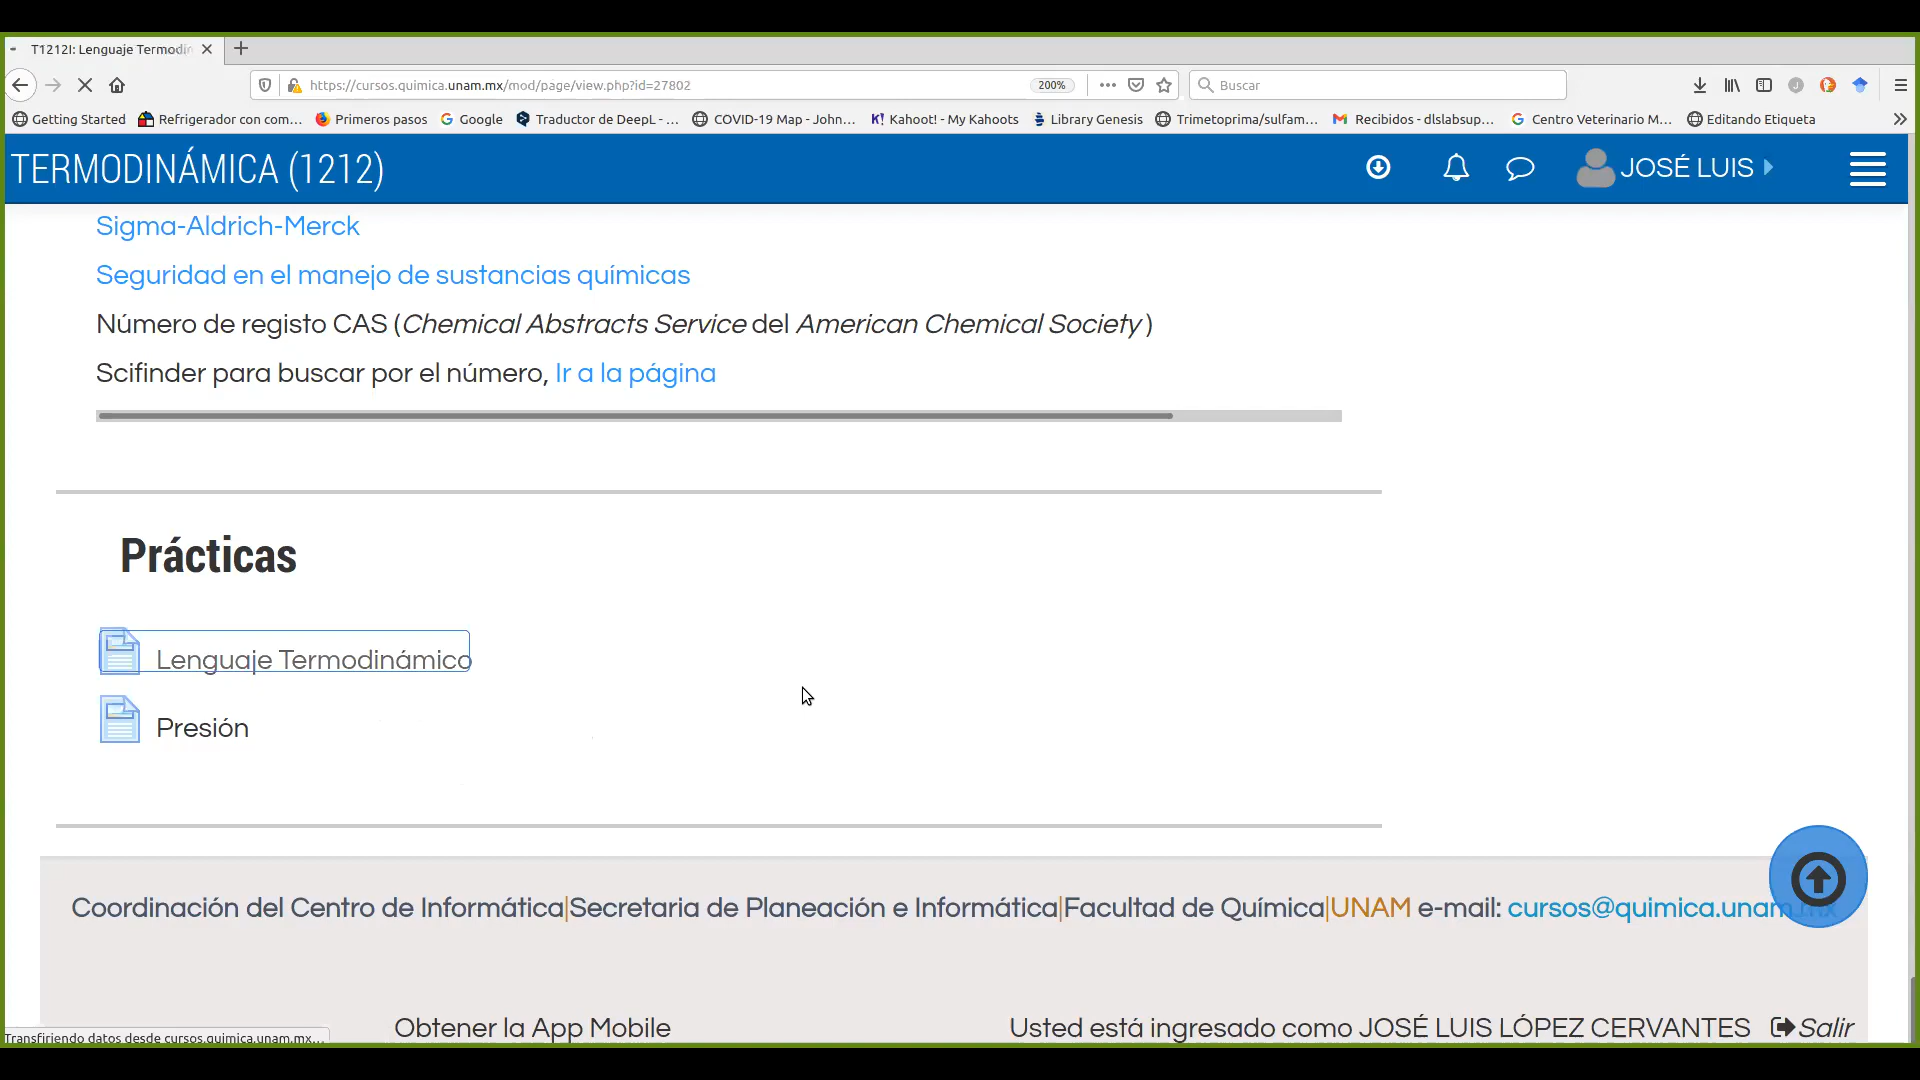 T1212I: Lenguaje Termodin
https://cursos.quimica.unam.mx/mod/page/view.php?id=27802
200%
Buscar
Getting Started
Refrigerador con com...
Primeros pasos
Google
Traductor de DeepL - ...
COVID-19 Map - John...
Kahoot! - My Kahoots
Library Genesis
Trimetoprima/sulfam...
Recibidos - dlslabsup...
Centro Veterinario M...
Editando Etiqueta
TERMODINÁMICA (1212)
JOSÉ LUIS
Sigma-Aldrich-Merck
Seguridad en el manejo de sustancias químicas
Número de registo CAS (Chemical Abstracts Service del American Chemical Society)
Scifinder para buscar por el número, Ir a la página
Prácticas
Lenguaje Termodinámico
Presión
Coordinación del Centro de Informática|Secretaria de Planeación e Informática|Facultad de Química|UNAM e-mail: cursos@quimica.unam.mx
Obtener la App Mobile
Usted está ingresado como JOSÉ LUIS LÓPEZ CERVANTES Salir
Transfiriendo datos desde cursos.quimica.unam.mx...